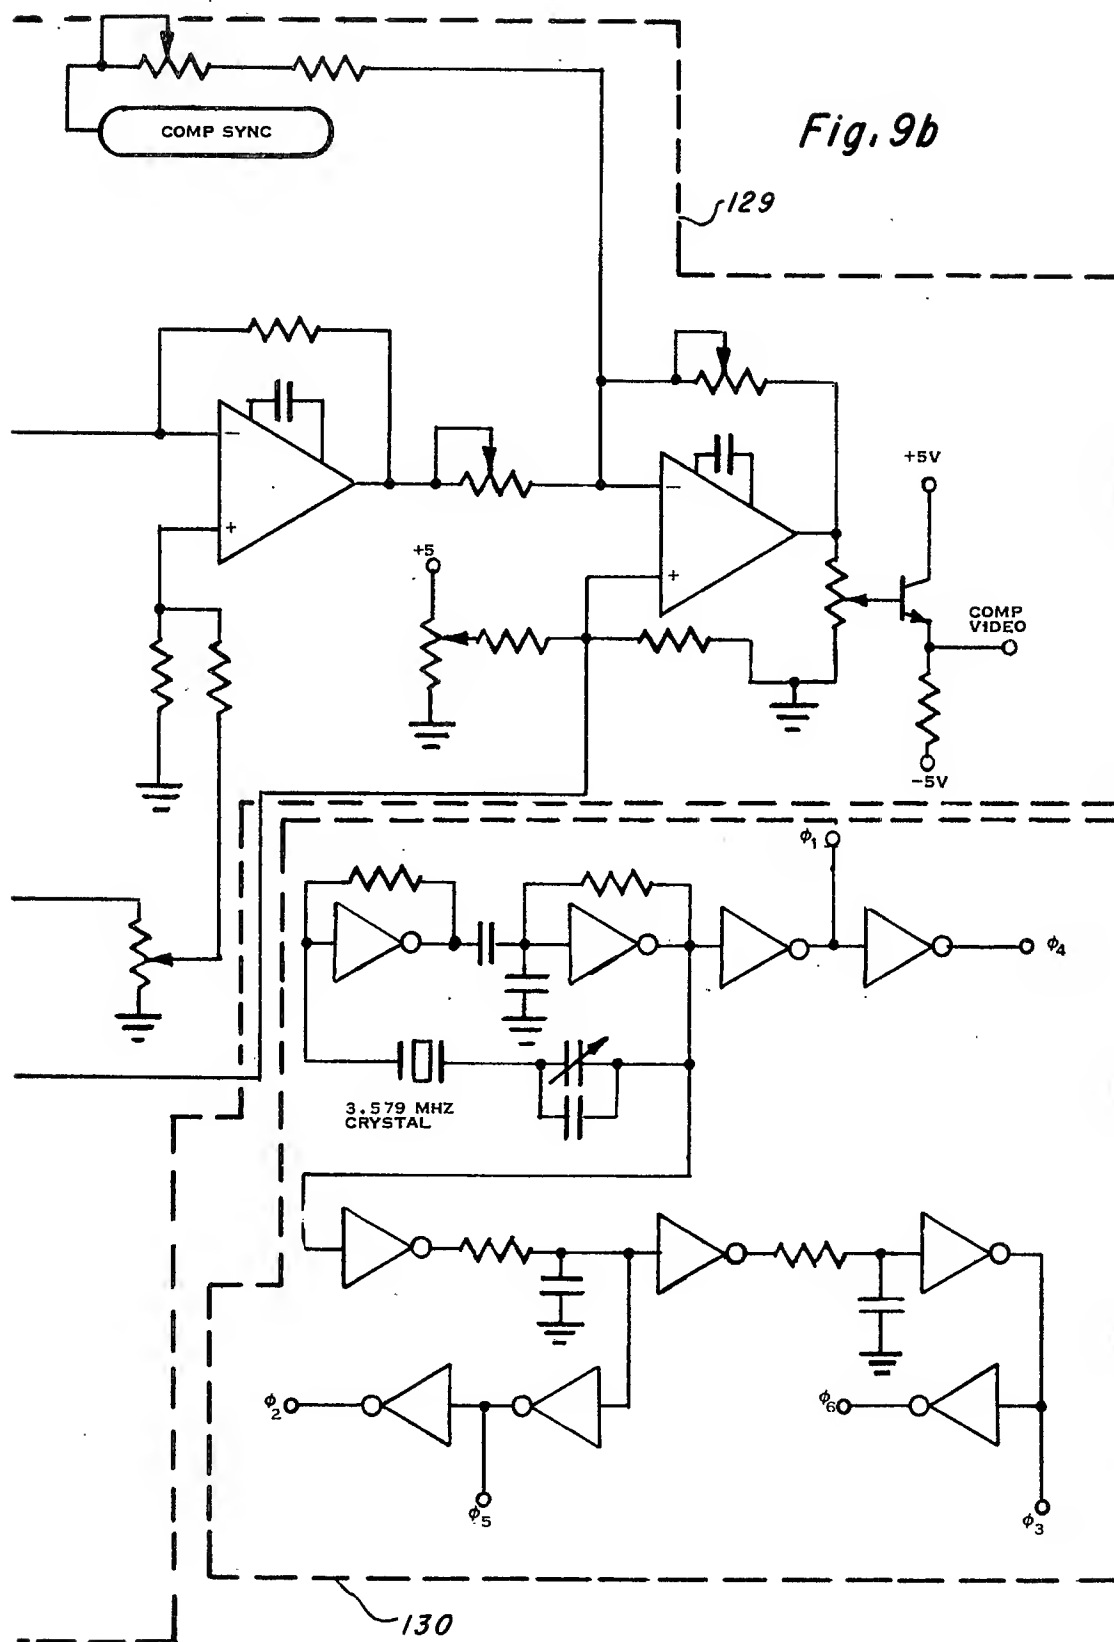 COMP SYNC
Fig. 9b
129
−
+
−
+
+5V
+5
COMP
VIDEO
−5V
ϕ1
ϕ4
3.579 MHZ
CRYSTAL
ϕ2
ϕ6
ϕ5
ϕ3
130